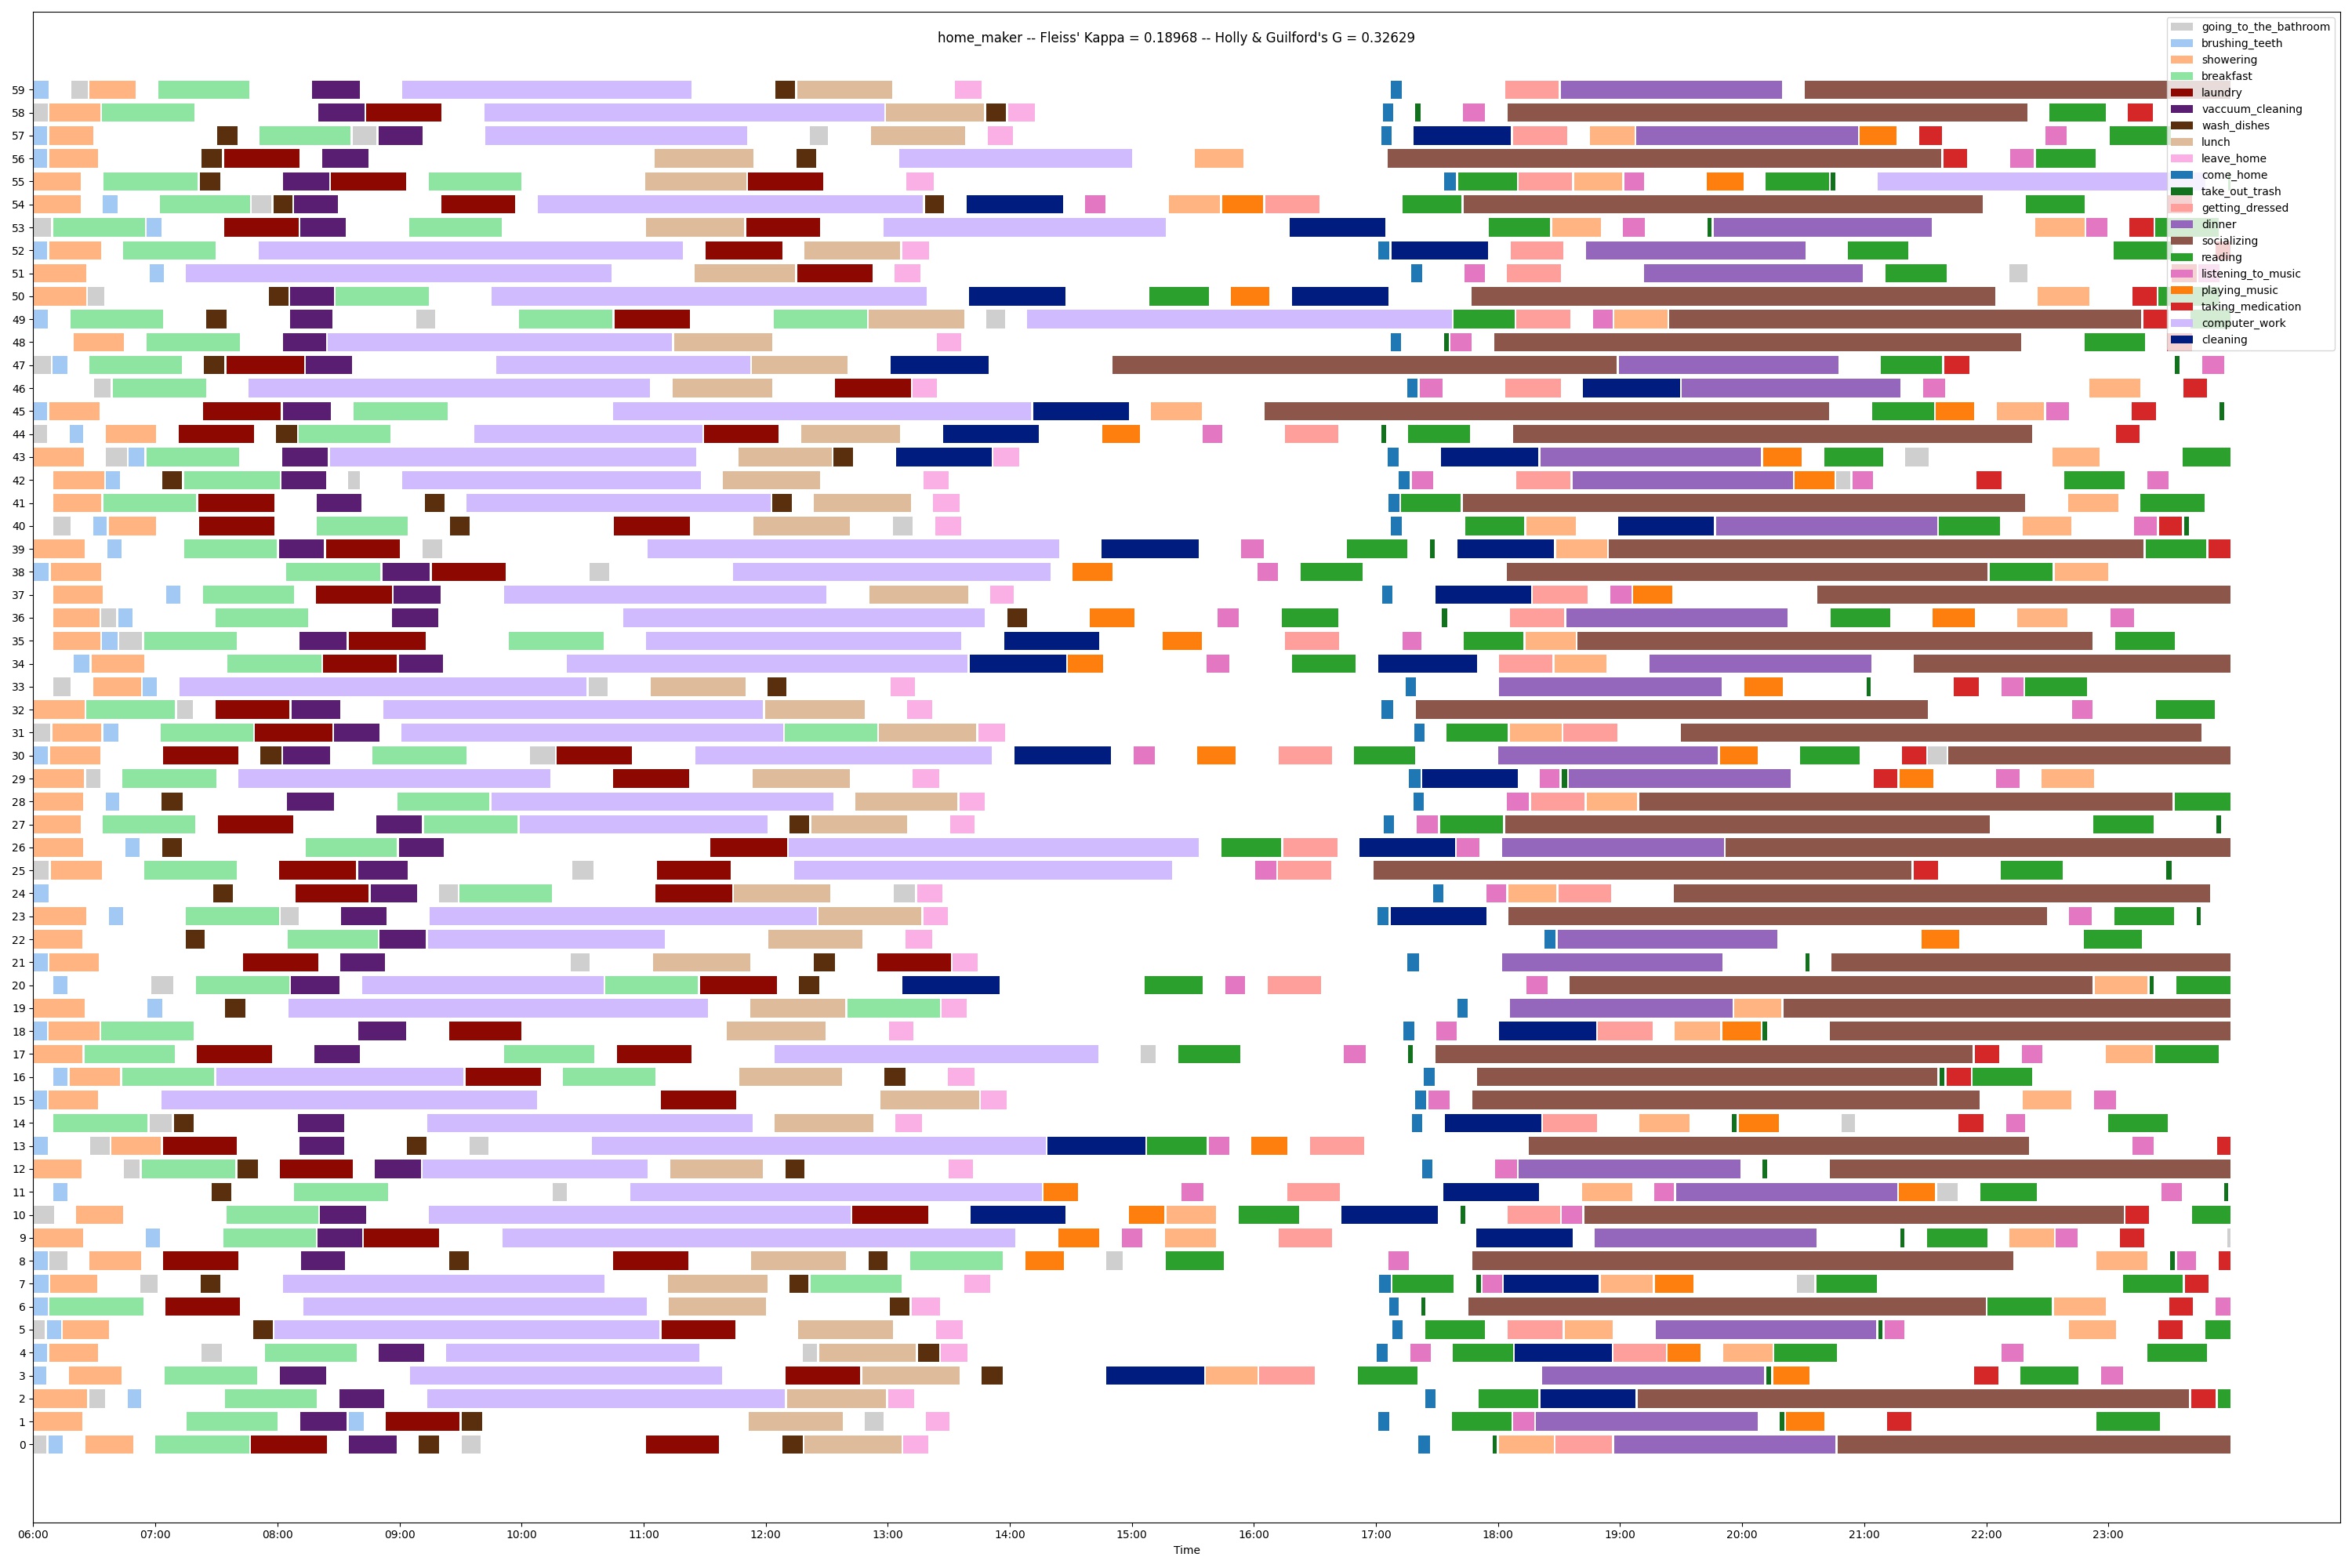 home_maker -- Fleiss' Kappa = 0.18968 -- Holly & Guilford's G = 0.32629
going_to_the_bathroom
brushing_teeth
showering
breakfast
laundry
vaccuum_cleaning
wash_dishes
lunch
leave_home
come_home
take_out_trash
getting_dressed
dinner
socializing
reading
listening_to_music
playing_music
taking_medication
computer_work
cleaning
59
58
57
56
55
54
53
52
51
50
49
48
47
46
45
44
43
42
41
40
39
38
37
36
35
34
33
32
31
30
29
28
27
26
25
24
23
22
21
20
19
18
17
16
15
14
13
12
11
10
9
8
7
6
5
4
3
2
1
0
06:00 07:00 08:00 09:00 10:00 11:00 12:00 13:00 14:00 15:00 16:00 17:00 18:00 19:00 20:00 21:00 22:00 23:00
Time